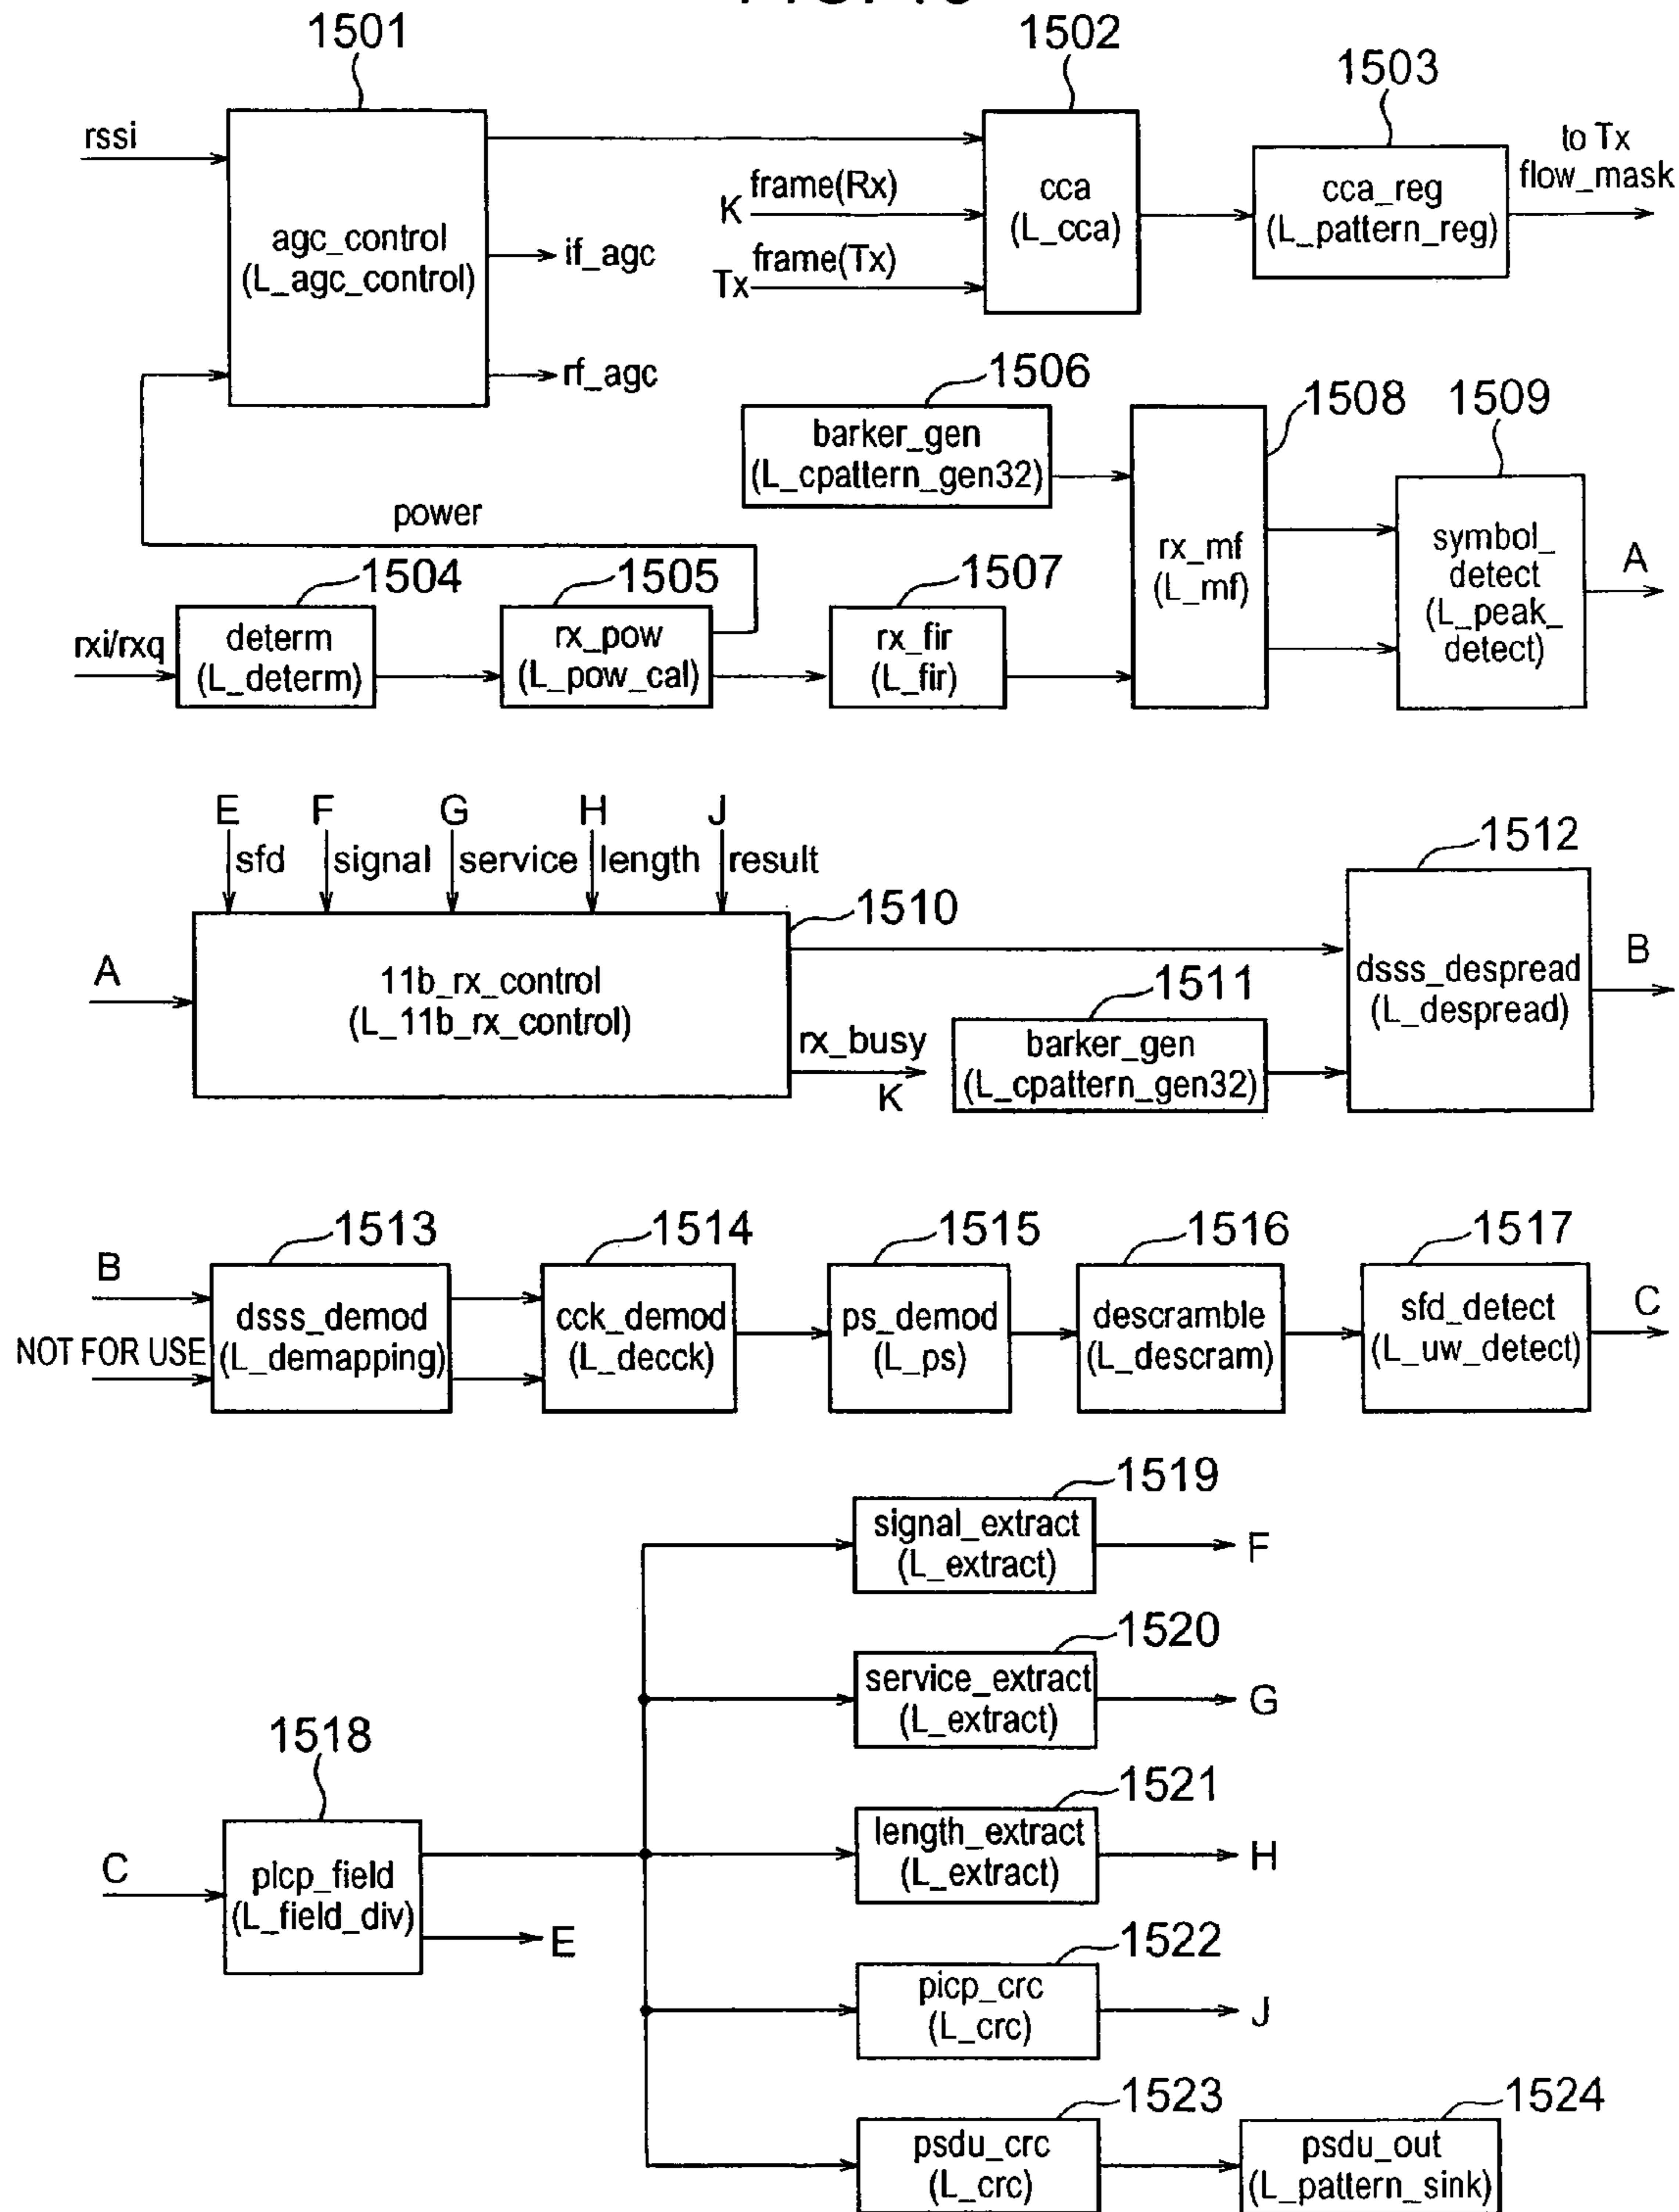 1501
1502
1503
rssi
agc_control
(L_agc_control)
if_agc
rf_agc
K
frame(Rx)
Tx
frame(Tx)
cca
(L_cca)
cca_reg
(L_pattern_reg)
to Tx
flow_mask
1506
barker_gen
(L_cpattern_gen32)
1508
1509
power
1504
1505
1507
rxi/rxq
determ
(L_determ)
rx_pow
(L_pow_cal)
rx_fir
(L_fir)
rx_mf
(L_mf)
symbol_
detect
(L_peak_
detect)
A
E
F
G
H
J
sfd
signal
service
length
result
1510
1512
A
11b_rx_control
(L_11b_rx_control)
rx_busy
K
1511
barker_gen
(L_cpattern_gen32)
dsss_despread
(L_despread)
B
1513
1514
1515
1516
1517
B
NOT FOR USE
dsss_demod
(L_demapping)
cck_demod
(L_decck)
ps_demod
(L_ps)
descramble
(L_descram)
sfd_detect
(L_uw_detect)
C
1519
signal_extract
(L_extract)
F
1520
service_extract
(L_extract)
G
1518
1521
length_extract
(L_extract)
H
C
plcp_field
(L_field_div)
E
1522
picp_crc
(L_crc)
J
1523
psdu_crc
(L_crc)
1524
psdu_out
(L_pattern_sink)